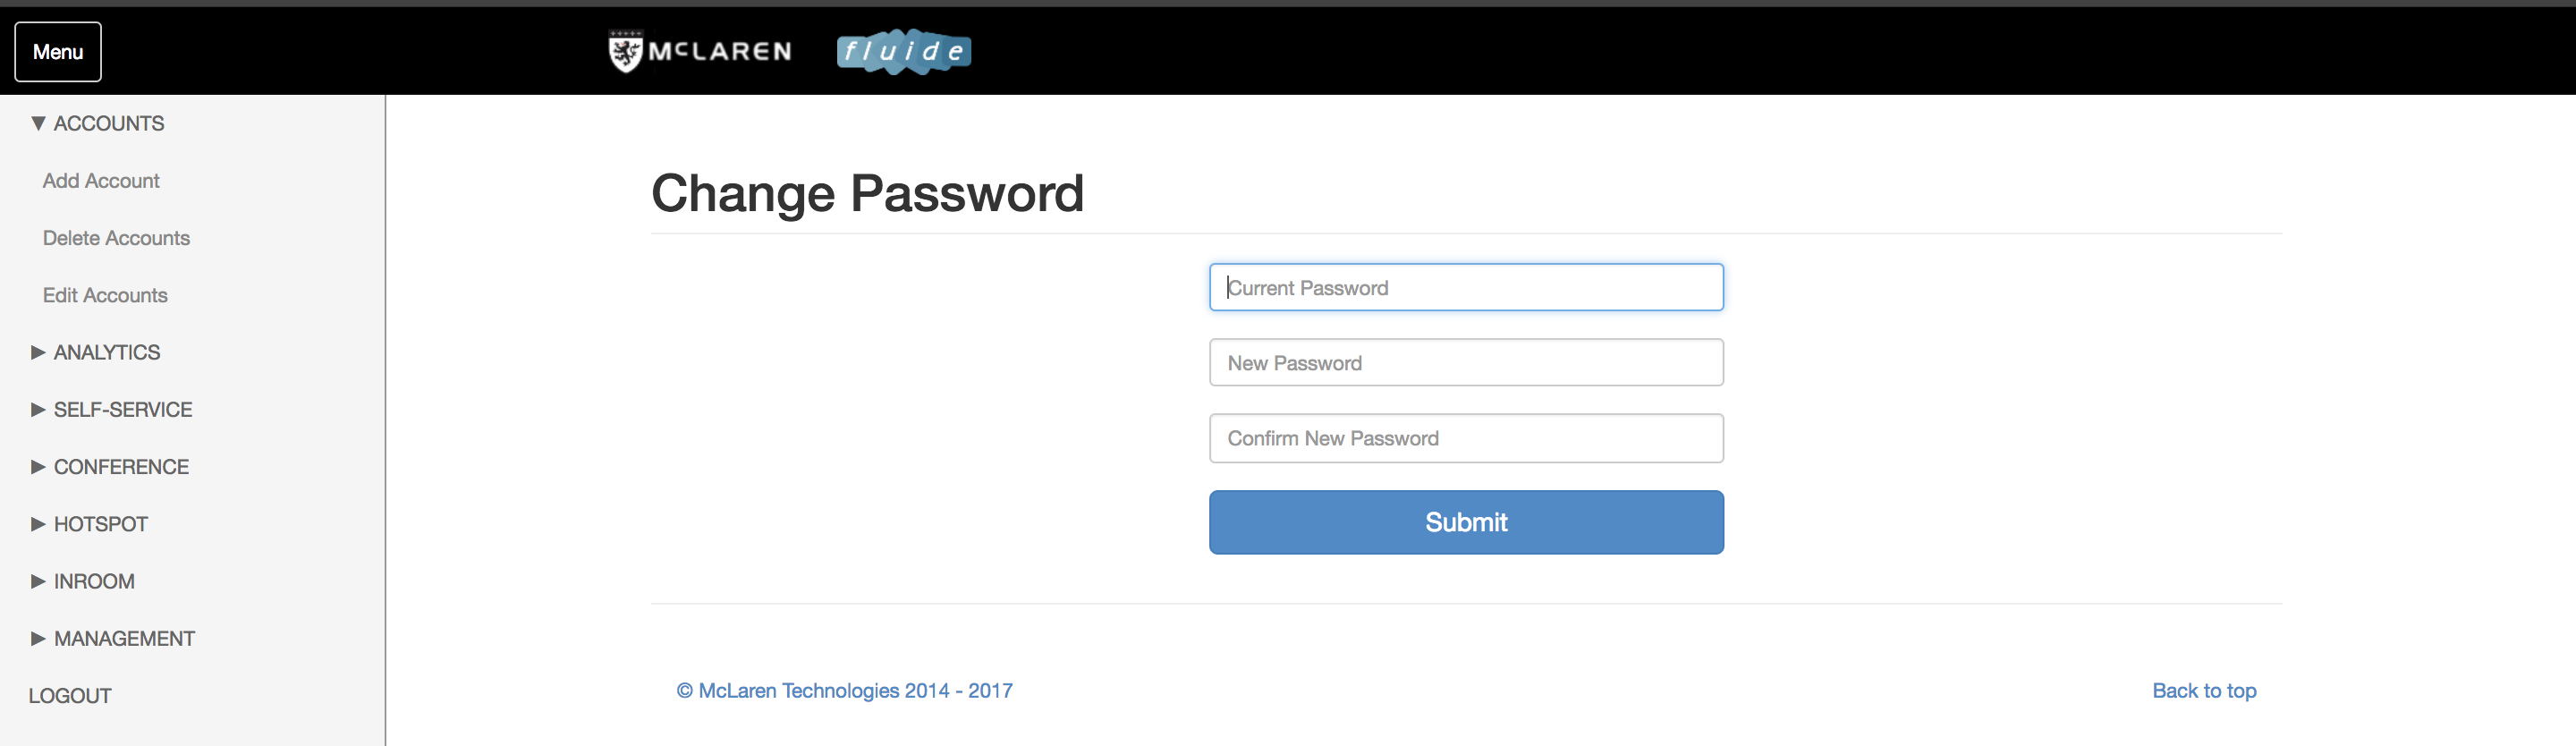 Menu
McLAREN
fluide
▼ ACCOUNTS
Add Account
Delete Accounts
Edit Accounts
► ANALYTICS
► SELF-SERVICE
► CONFERENCE
► HOTSPOT
► INROOM
► MANAGEMENT
LOGOUT
Change Password
Current Password
New Password
Confirm New Password
Submit
© McLaren Technologies 2014 - 2017
Back to top